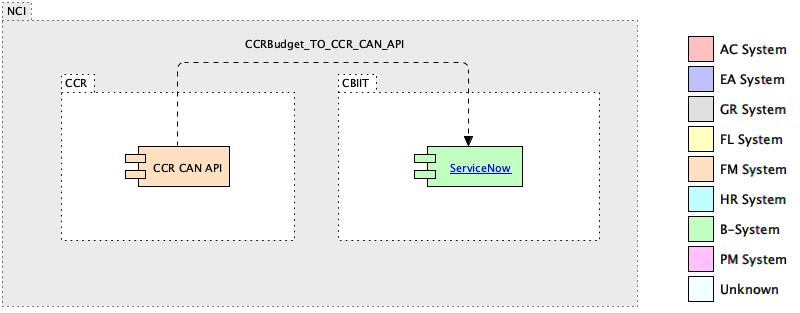 NCI
CCRBudget_TO_CCR_CAN_API
CCR
CBIIT
CCR CAN API
ServiceNow
AC System
EA System
GR System
FL System
FM System
HR System
B-System
PM System
Unknown